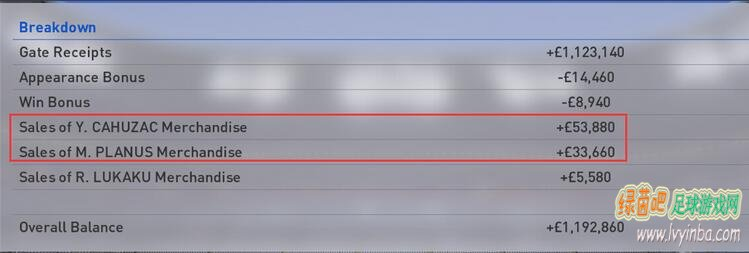 Breakdown
Gate Receipts +£1,123,140
Appearance Bonus -£14,460
Win Bonus -£8,940
Sales of Y. CAHUZAC Merchandise +£53,880
Sales of M. PLANUS Merchandise +£33,660
Sales of R. LUKAKU Merchandise +£5,580
Overall Balance +£1,192,860
绿茵吧 足球游戏网
www.lvyinba.com